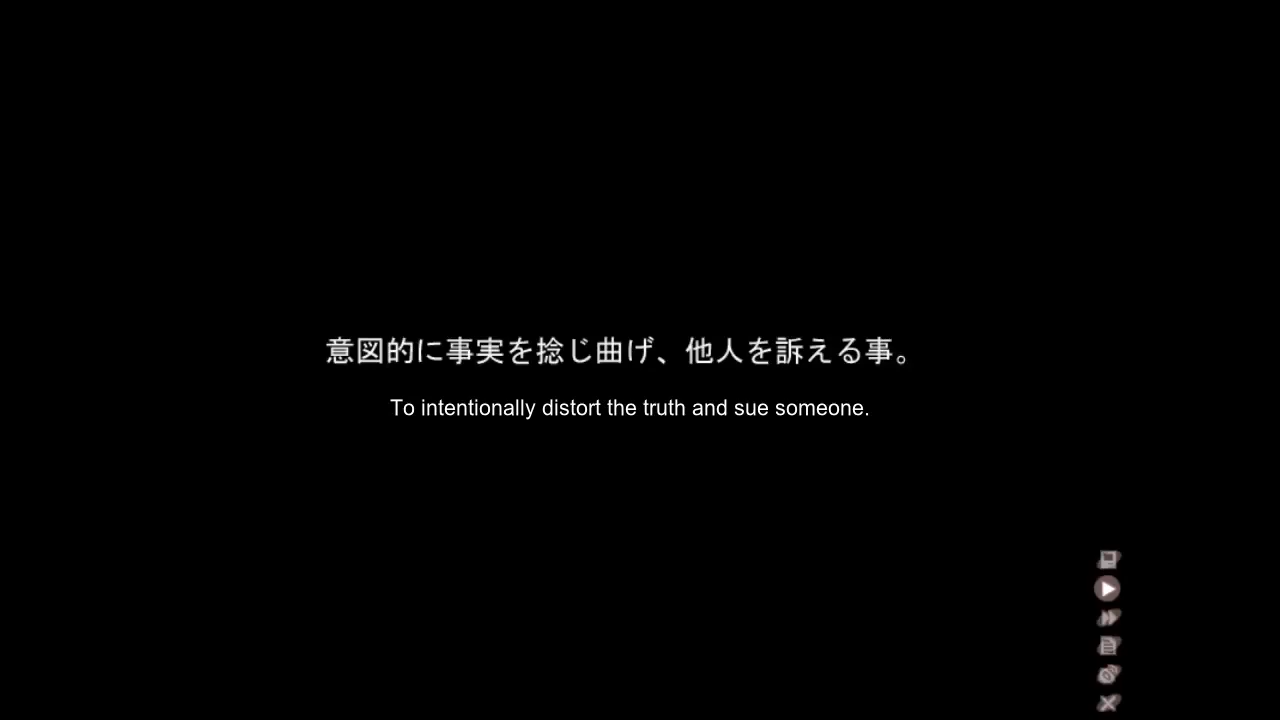 意図的に事実を捻じ曲げ、他人を訴える事。
To intentionally distort the truth and sue someone.